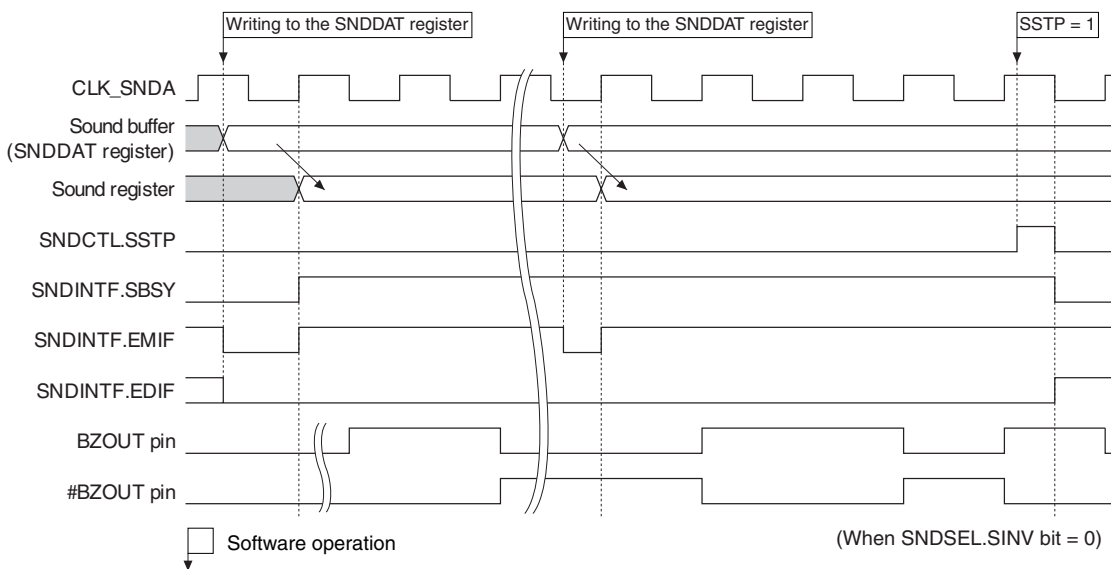 Writing to the SNDDAT register
Writing to the SNDDAT register
SSTP = 1
CLK_SNDA
Sound buffer
(SNDDAT register)
Sound register
SNDCTL.SSTP
SNDINTF.SBSY
SNDINTF.EMIF
SNDINTF.EDIF
BZOUT pin
#BZOUT pin
Software operation
(When SNDSEL.SINV bit = 0)